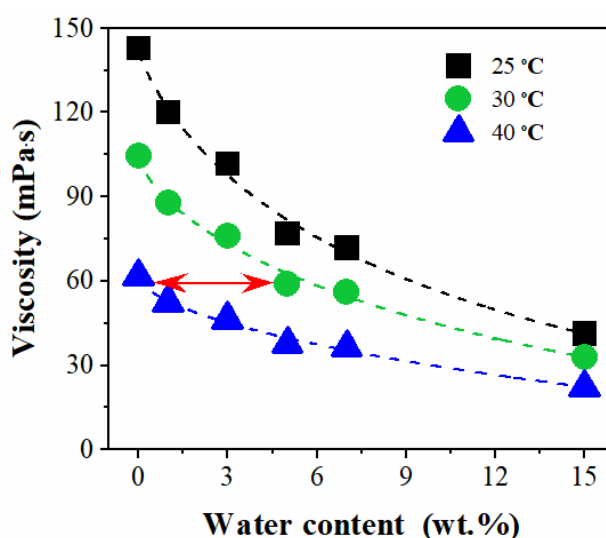 150
120
90
60
30
0
Viscosity (mPa·s)
25 °C
30 °C
40 °C
0 3 6 9 12 15
Water content (wt.%)